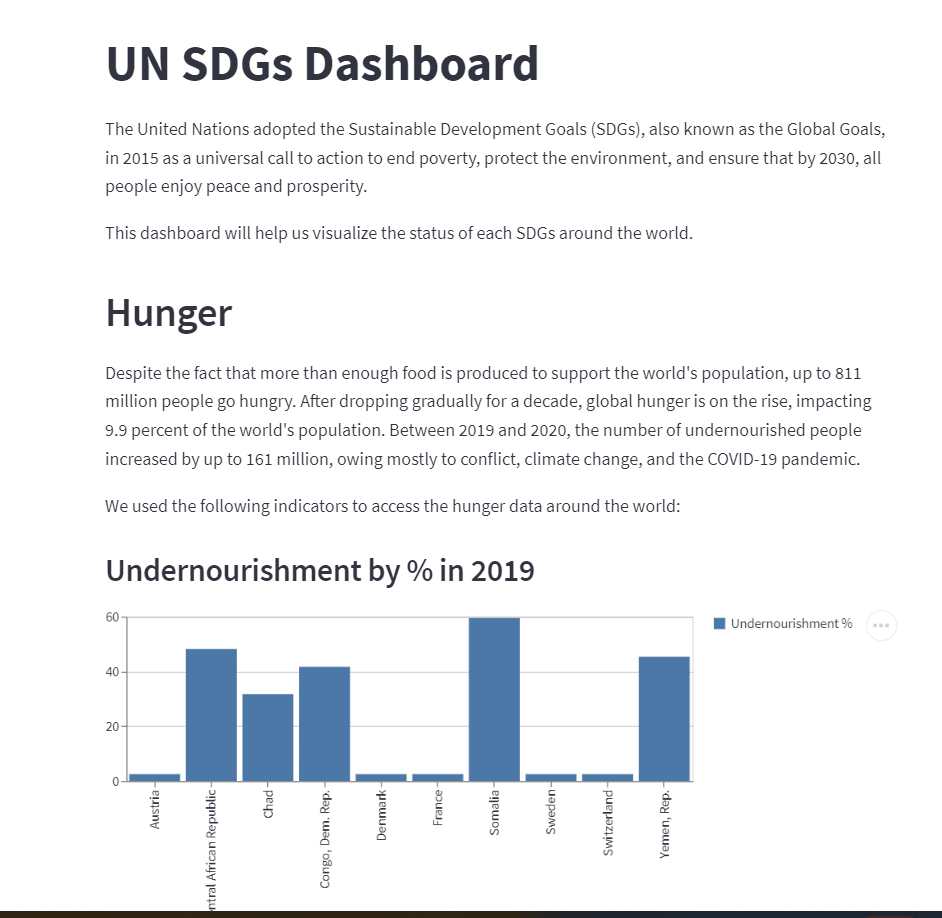 UN SDGs Dashboard
The United Nations adopted the Sustainable Development Goals (SDGs), also known as the Global Goals,
in 2015 as a universal call to action to end poverty, protect the environment, and ensure that by 2030, all
people enjoy peace and prosperity.
This dashboard will help us visualize the status of each SDGs around the world.
Hunger
Despite the fact that more than enough food is produced to support the world's population, up to 811
million people go hungry. After dropping gradually for a decade, global hunger is on the rise, impacting
9.9 percent of the world's population. Between 2019 and 2020, the number of undernourished people
increased by up to 161 million, owing mostly to conflict, climate change, and the COVID-19 pandemic.
We used the following indicators to access the hunger data around the world:
Undernourishment by % in 2019
60
40
20
0
Undernourishment %
Austria
ntral African Republic
Chad
Congo, Dem. Rep.
Denmark
France
Somalia
Sweden
Switzerland
Yemen, Rep.